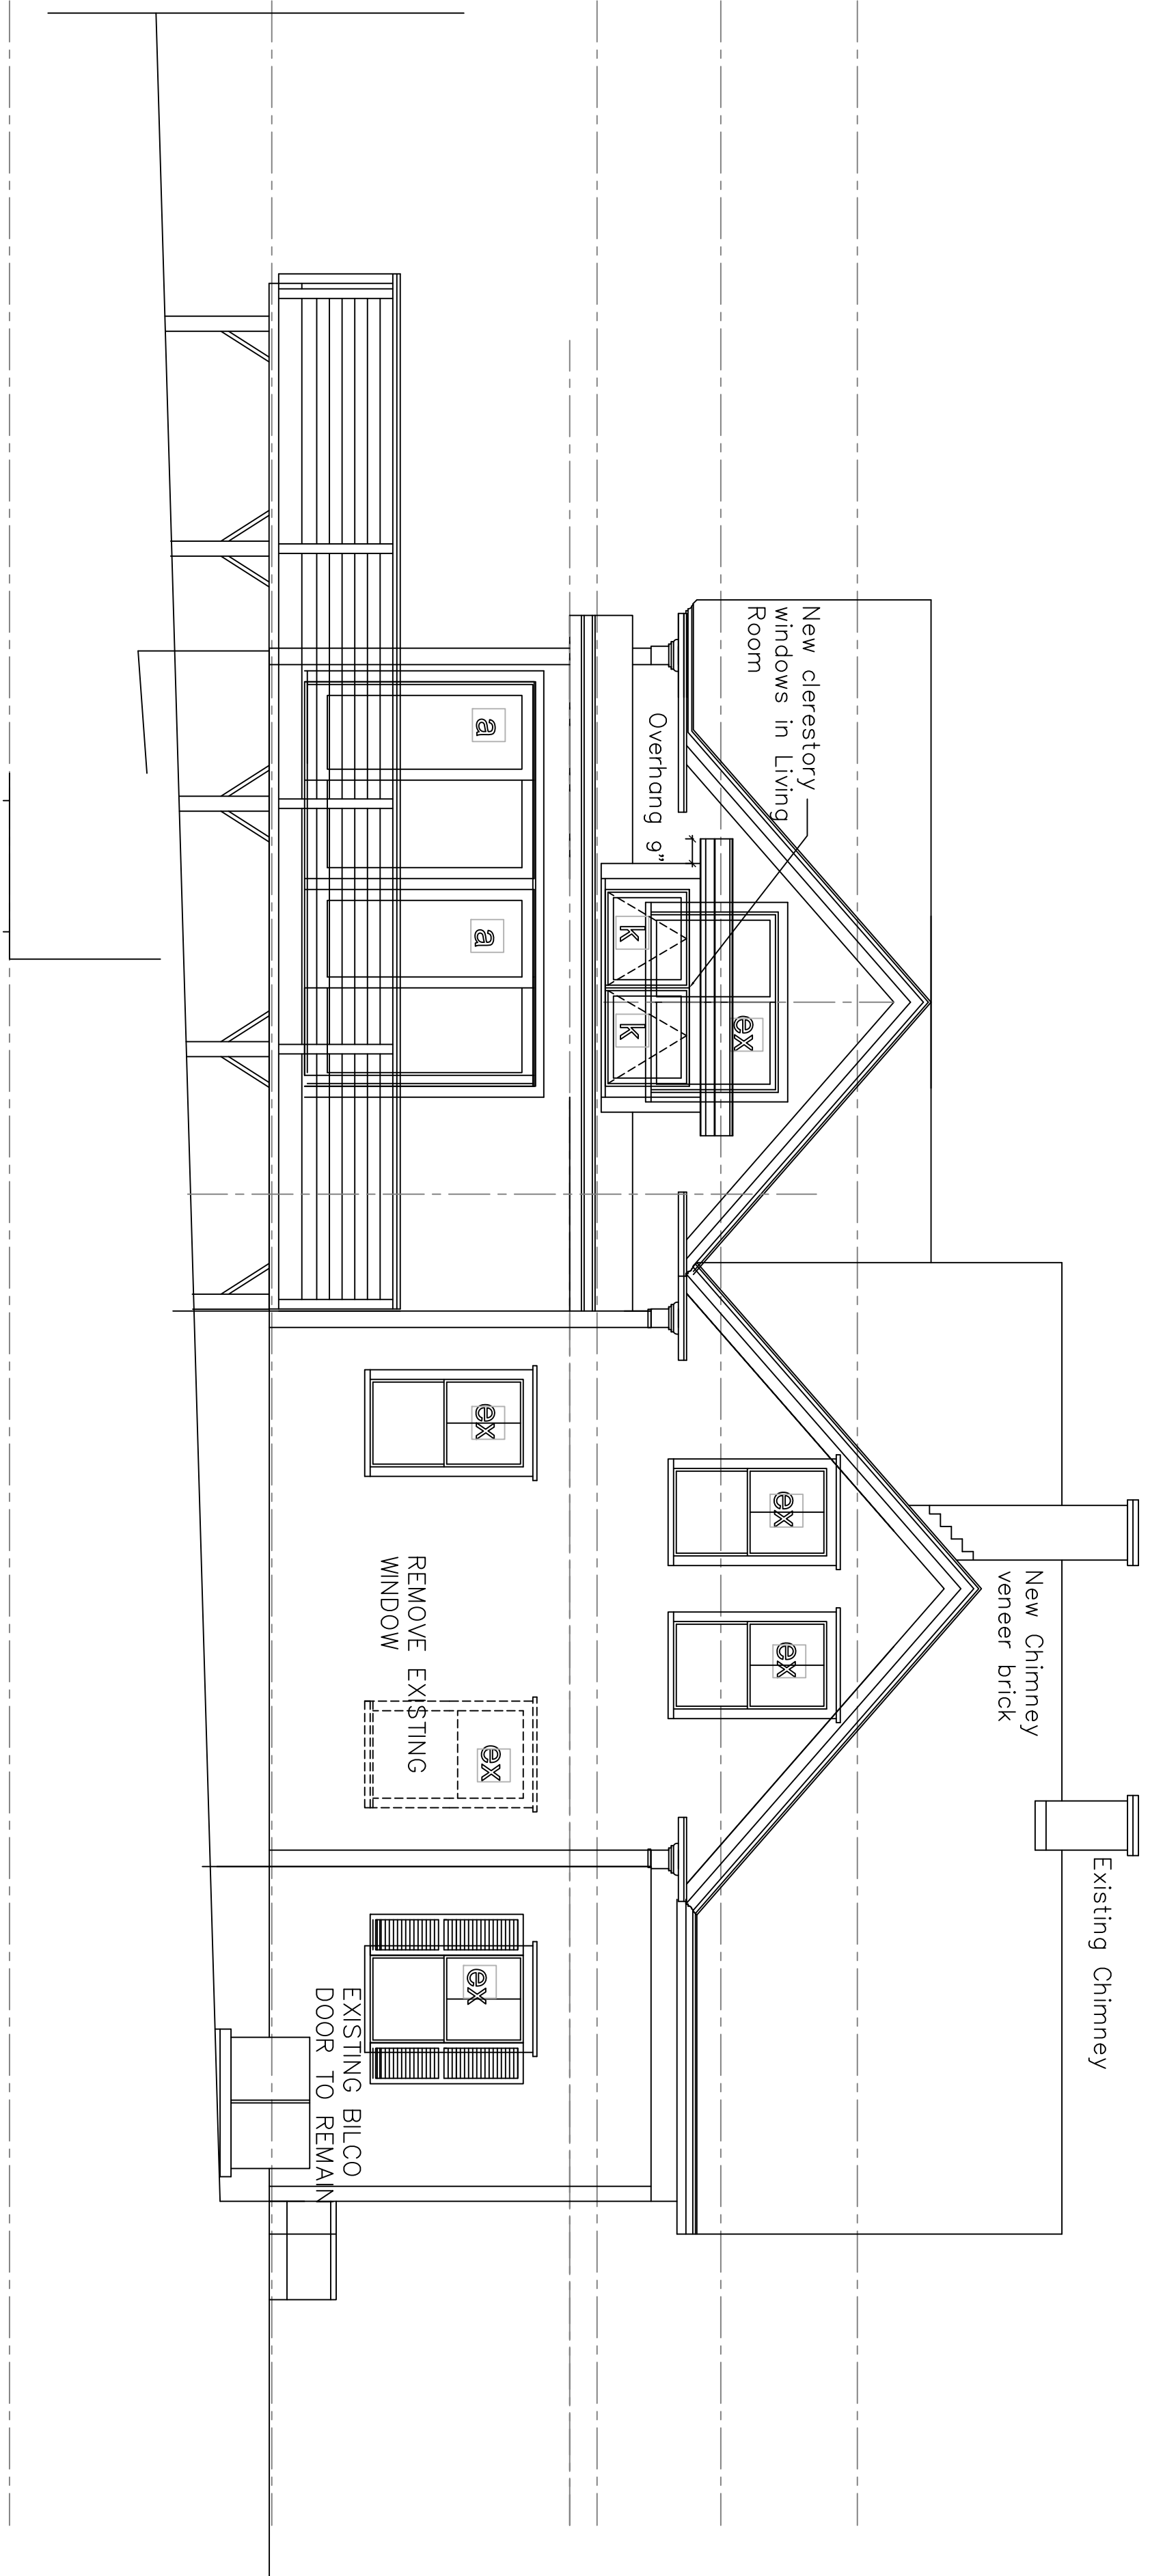 Existing Chimney
New Chimney
veneer brick
New clerestory
windows in Living
Room
Overhang 9"
ex
ex
ex
k
k
a
a
ex
ex
ex
REMOVE EXISTING
WINDOW
EXISTING BILCO
DOOR TO REMAIN